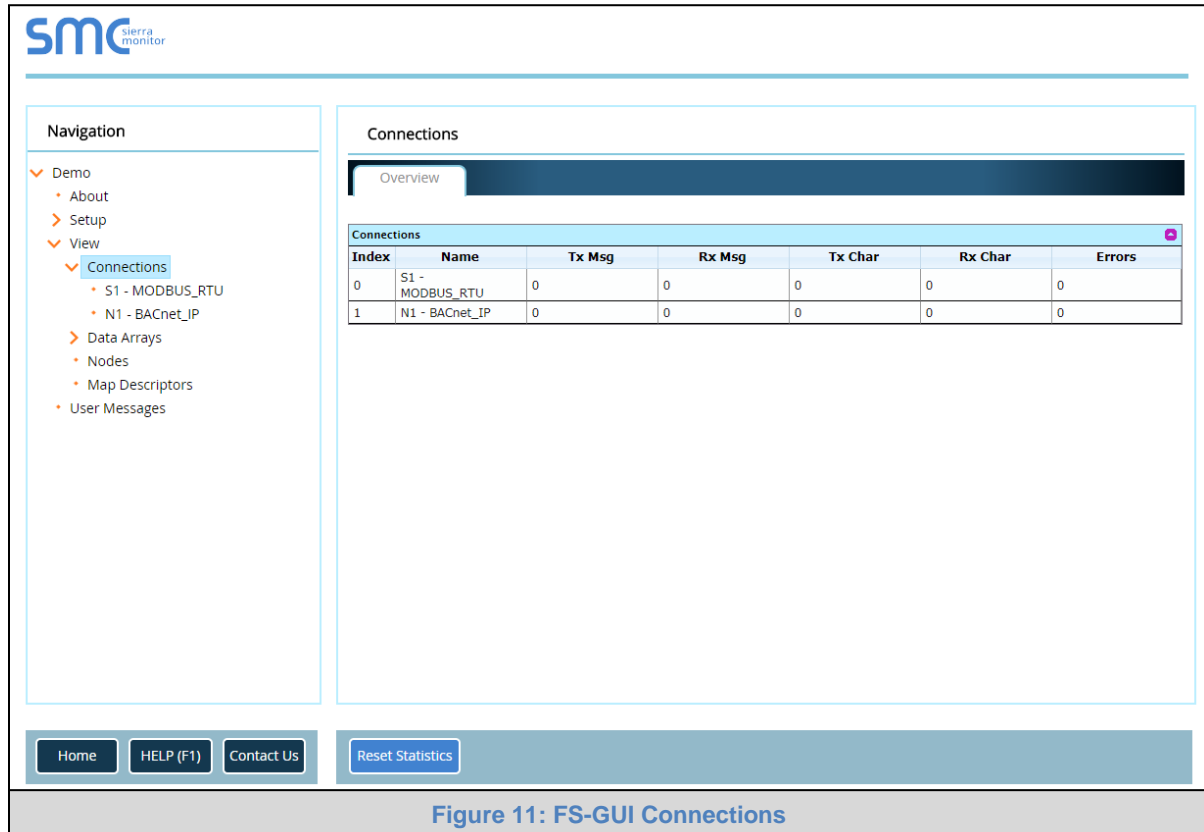 SMC sierra monitor
Navigation
Demo
About
Setup
View
Connections
S1 - MODBUS_RTU
N1 - BACnet_IP
Data Arrays
Nodes
Map Descriptors
User Messages
Connections
Overview
Connections
Index Name Tx Msg Rx Msg Tx Char Rx Char Errors
0 S1 - MODBUS_RTU 0 0 0 0 0
1 N1 - BACnet_IP 0 0 0 0 0
Home HELP (F1) Contact Us Reset Statistics
Figure 11: FS-GUI Connections